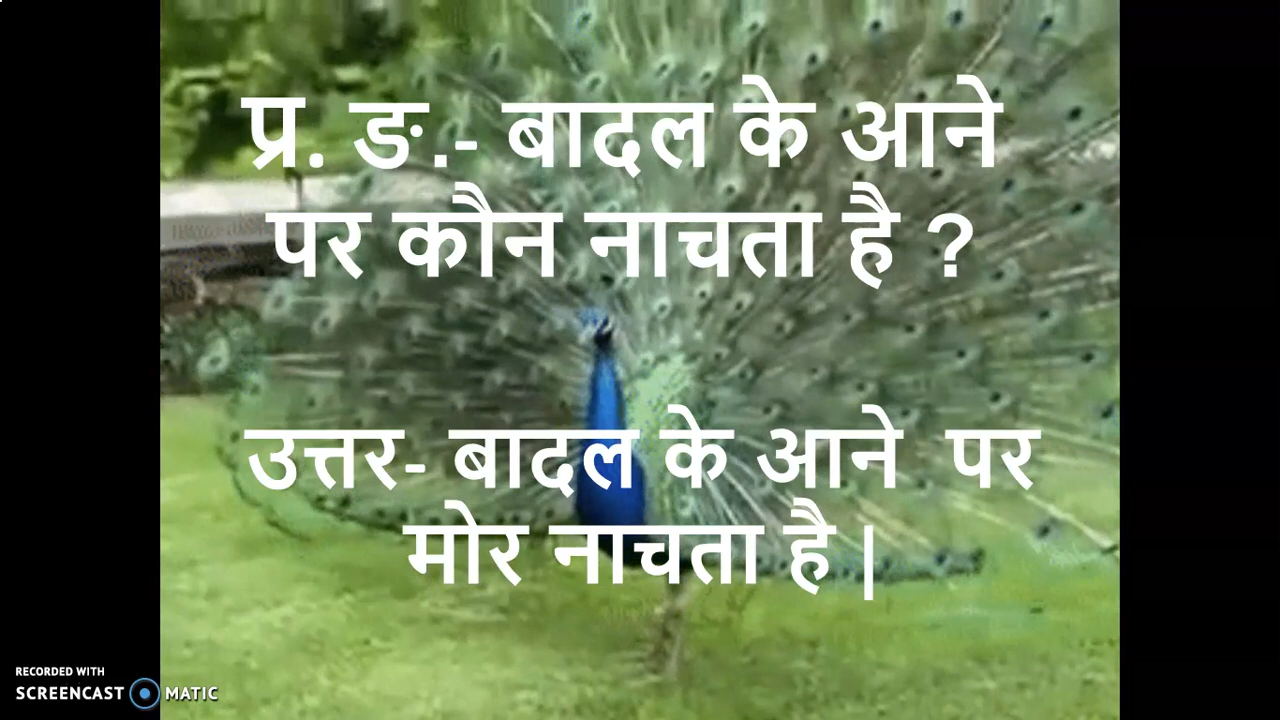 प्र. ङ.- बादल के आने
पर कौन नाचता है ?
उत्तर- बादल के आने पर
मोर नाचता है |
RECORDED WITH
SCREENCAST MATIC